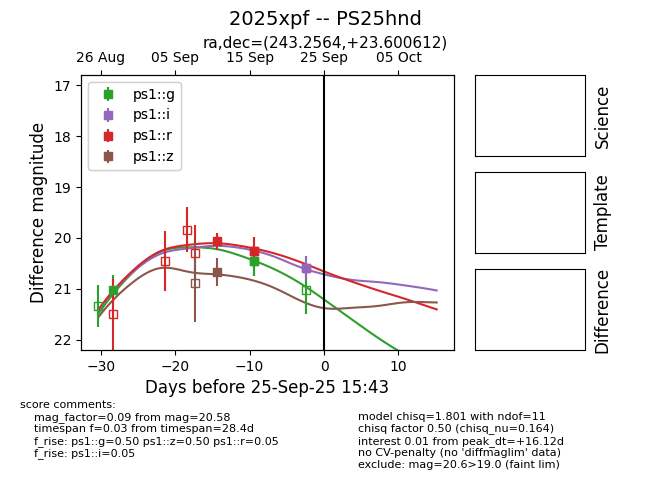 2025xpf -- PS25hnd
ra,dec=(243.2564,+23.600612)
26 Aug 05 Sep 15 Sep 25 Sep 05 Oct
ps1::g
ps1::i
ps1::r
ps1::z
17
18
19
20
21
22
Difference magnitude
−30 −20 −10 0 10
Days before 25-Sep-25 15:43
Science
Template
Difference
score comments:
mag_factor=0.09 from mag=20.58
timespan f=0.03 from timespan=28.4d
f_rise: ps1::g=0.50 ps1::z=0.50 ps1::r=0.05
f_rise: ps1::i=0.05
model chisq=1.801 with ndof=11
chisq factor 0.50 (chisq_nu=0.164)
interest 0.01 from peak_dt=+16.12d
no CV-penalty (no 'diffmaglim' data)
exclude: mag=20.6>19.0 (faint lim)